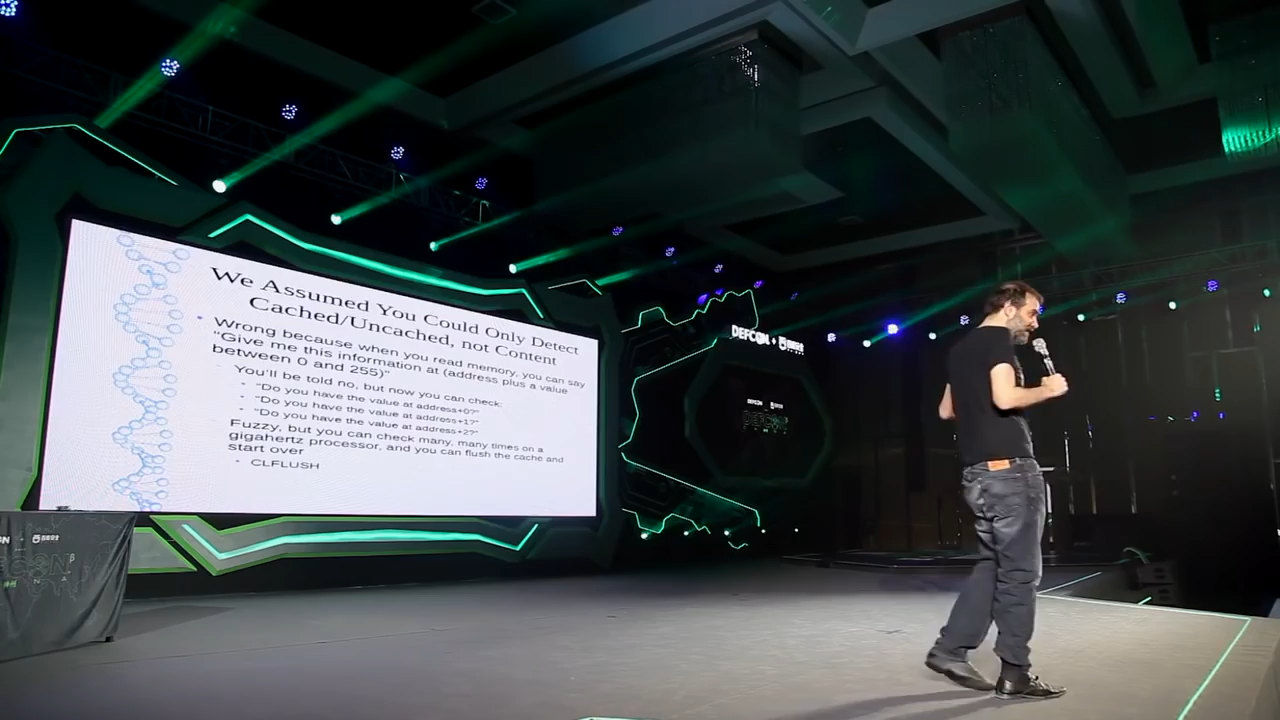 We Assumed You Could Only Detect
Cached/Uncached, not Content
Wrong because when you read memory, you can say
"Give me this information at (address plus a value
between 0 and 255)"
You'll be told no, but now you can check:
"Do you have the value at address+0?"
"Do you have the value at address+1?"
"Do you have the value at address+2?"
Fuzzy, but you can check many, many times on a
gigahertz processor, and you can flush the cache and
start over
CLFLUSH
DEFCON +